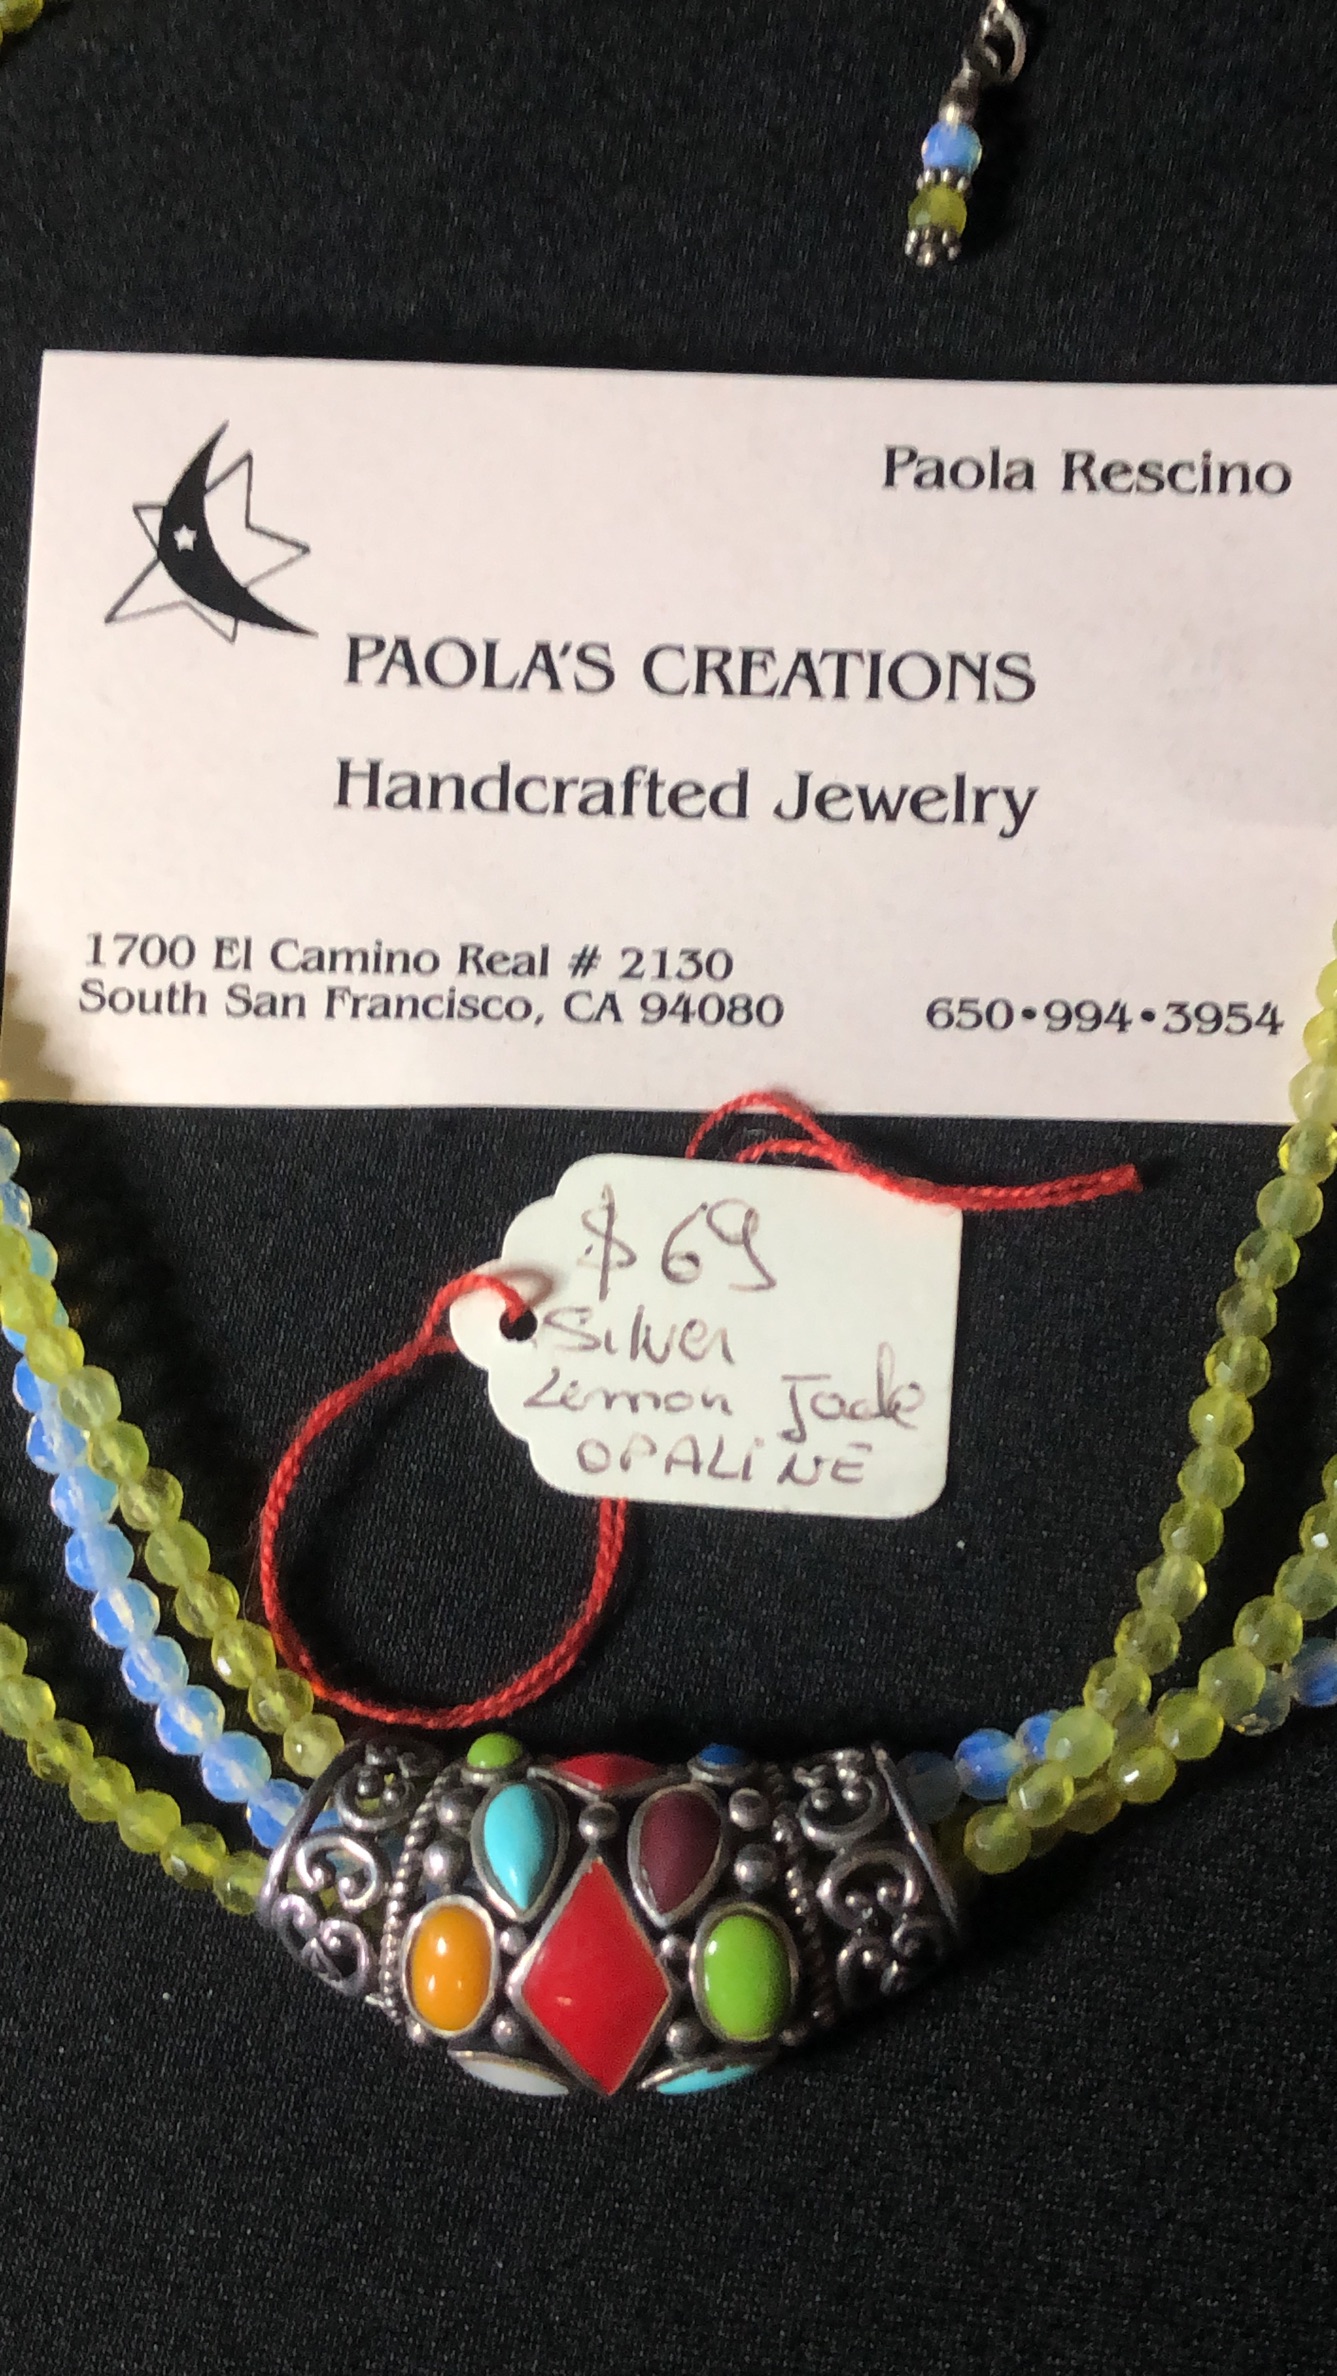 Paola Rescino
PAOLA'S CREATIONS
Handcrafted Jewelry
1700 El Camino Real # 2130
South San Francisco, CA 94080
650•994•3954
$69
Silver
Lemon Jade
OPALINE